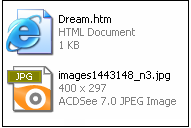 Dream.htm
HTML Document
1 KB
JPG
images1443148_n3.jpg
400 x 297
ACDSee 7.0 JPEG Image